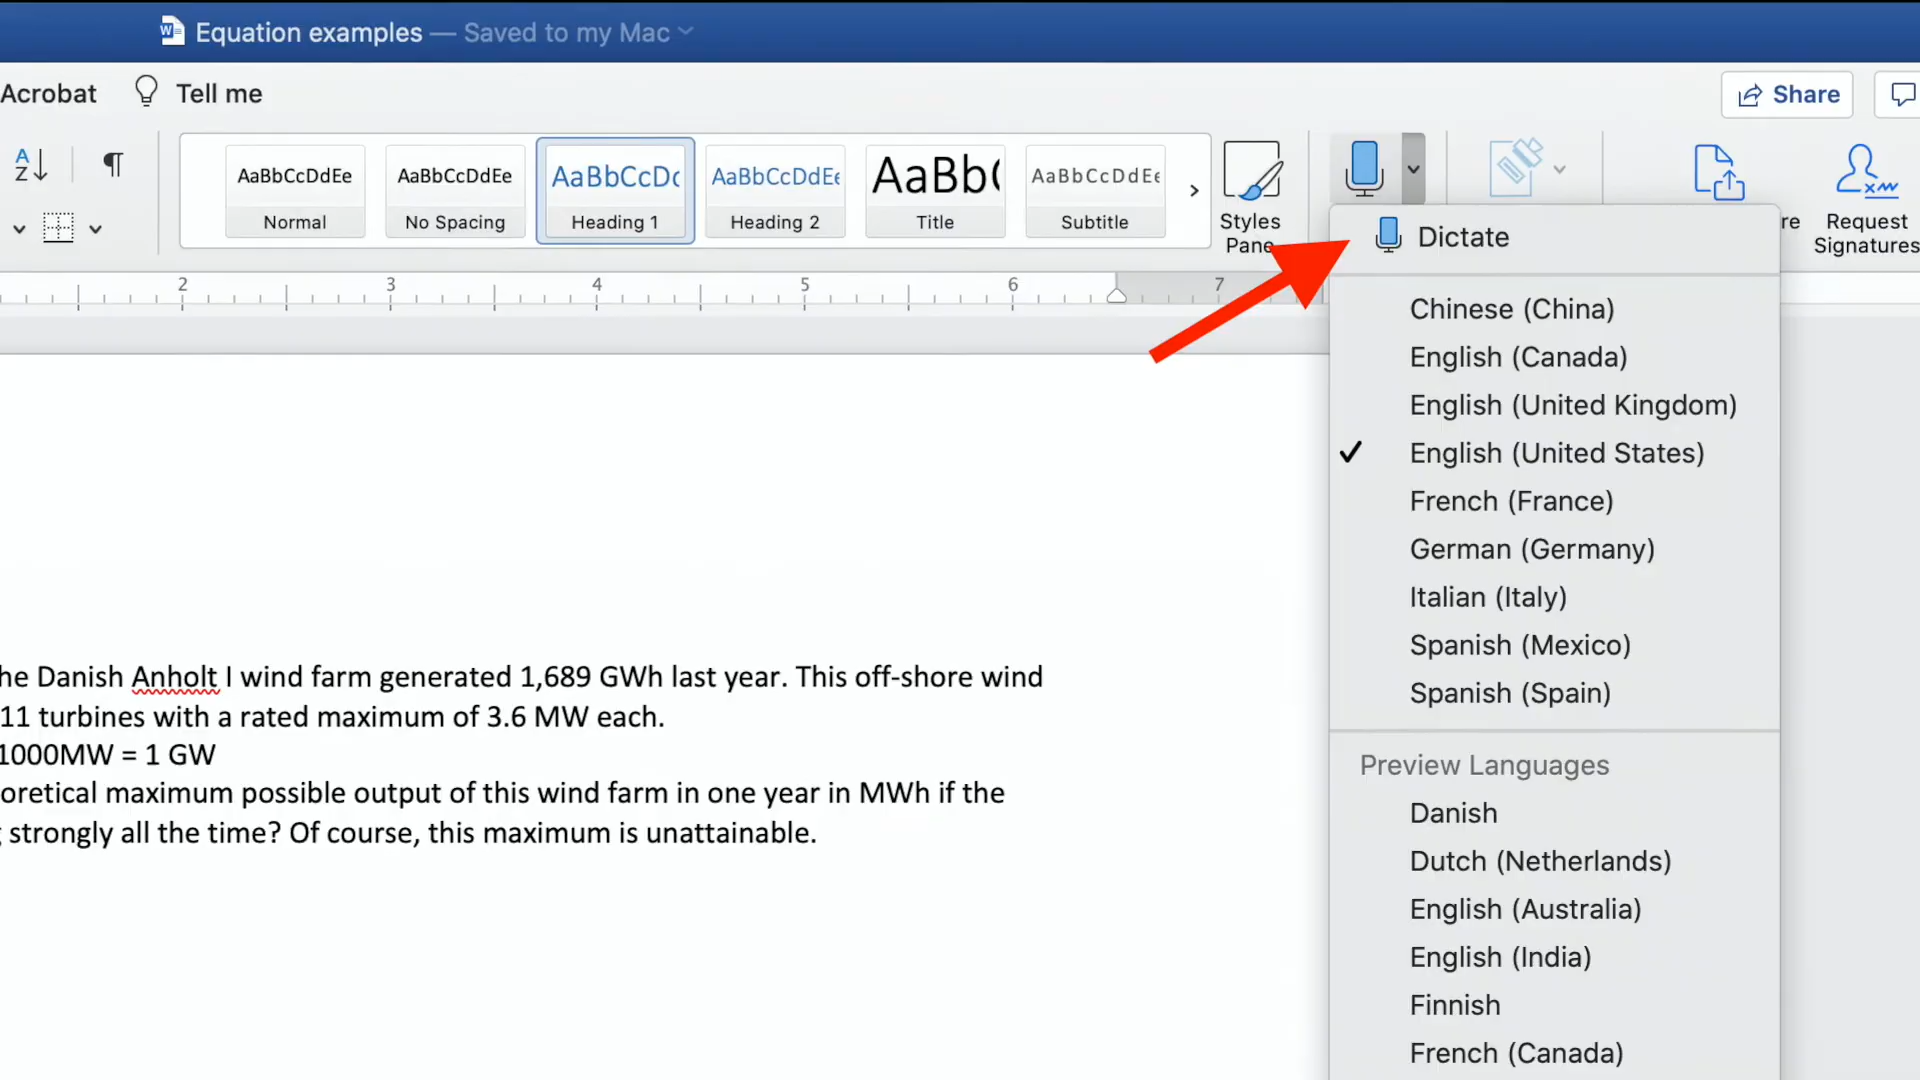 Equation examples — Saved to my Mac
Acrobat
Tell me
Share
AaBbCcDdEe
Normal
AaBbCcDdEe
No Spacing
AaBbCcDc
Heading 1
AaBbCcDdEe
Heading 2
AaBb(
Title
AaBbCcDdEe
Subtitle
Styles
Pane
re
Request
Signatures
2 3 4 5 6 7
Dictate
Chinese (China)
English (Canada)
English (United Kingdom)
✓ English (United States)
French (France)
German (Germany)
Italian (Italy)
Spanish (Mexico)
Spanish (Spain)
Preview Languages
Danish
Dutch (Netherlands)
English (Australia)
English (India)
Finnish
French (Canada)
he Danish Anholt I wind farm generated 1,689 GWh last year. This off-shore wind
11 turbines with a rated maximum of 3.6 MW each.
1000MW = 1 GW
oretical maximum possible output of this wind farm in one year in MWh if the
strongly all the time? Of course, this maximum is unattainable.